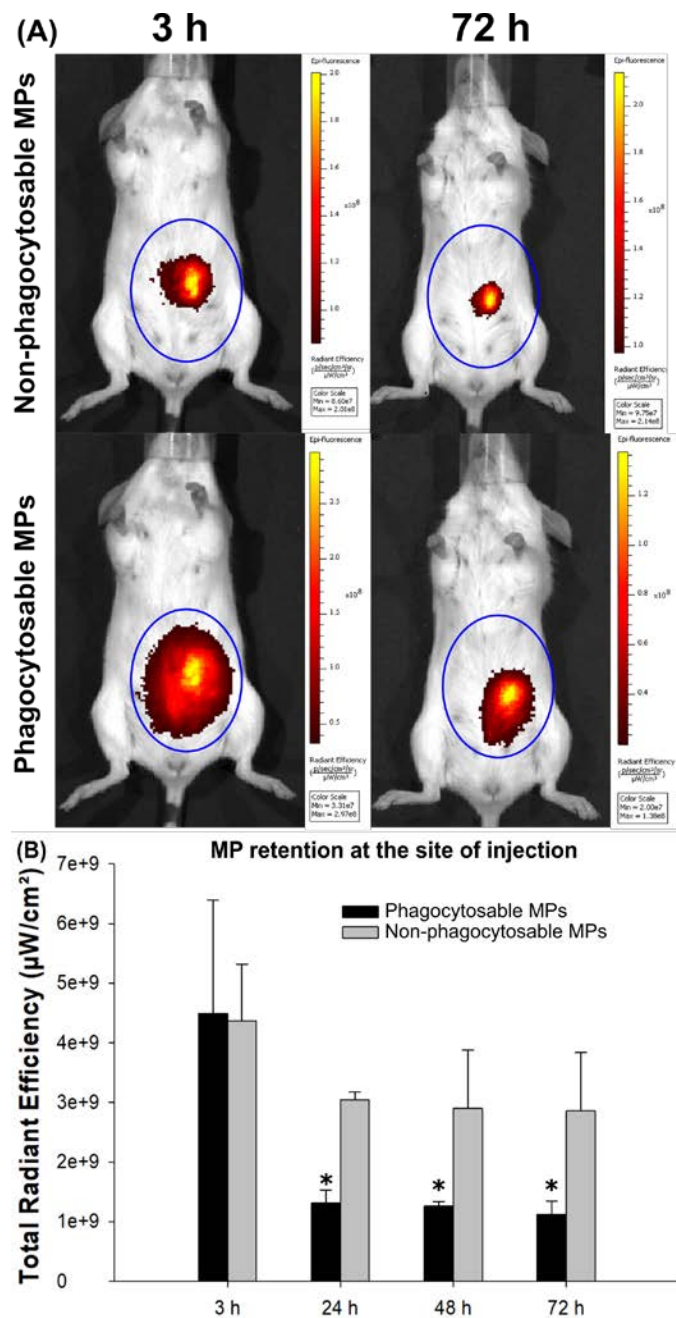 (A) 3 h 72 h
Non-phagocytosable MPs
Epi-fluorescence
2.0
1.8
1.6
1.4
×10⁸
1.2
1.0
Radiant Efficiency
Color Scale
Min = 8.60e7
Max = 2.08e8
Epi-fluorescence
2.0
1.8
1.6
×10⁸
1.4
1.2
1.0
Radiant Efficiency
Color Scale
Min = 9.75e7
Max = 2.14e8
Phagocytosable MPs
Epi-fluorescence
2.5
2.0
×10⁸
1.5
1.0
0.5
Radiant Efficiency
Color Scale
Min = 3.31e7
Max = 2.97e8
Epi-fluorescence
1.2
1.0
0.8
×10⁸
0.6
0.4
Radiant Efficiency
Color Scale
Min = 2.00e7
Max = 1.38e8
(B) MP retention at the site of injection
Total Radiant Efficiency (µW/cm²)
7e+9
6e+9
5e+9
4e+9
3e+9
2e+9
1e+9
0
Phagocytosable MPs
Non-phagocytosable MPs
* * *
3 h 24 h 48 h 72 h